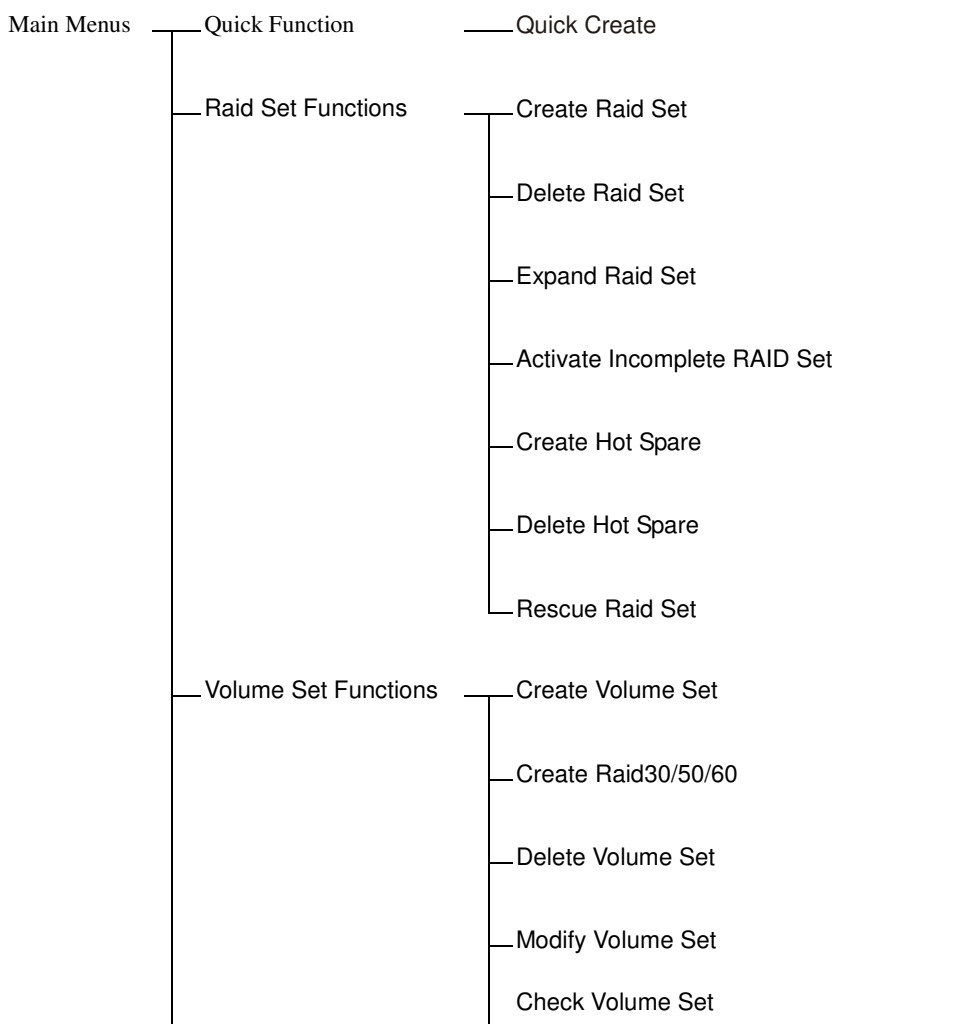 Main Menus Quick Function Quick Create
Raid Set Functions Create Raid Set
Delete Raid Set
Expand Raid Set
Activate Incomplete RAID Set
Create Hot Spare
Delete Hot Spare
Rescue Raid Set
Volume Set Functions Create Volume Set
Create Raid30/50/60
Delete Volume Set
Modify Volume Set
Check Volume Set